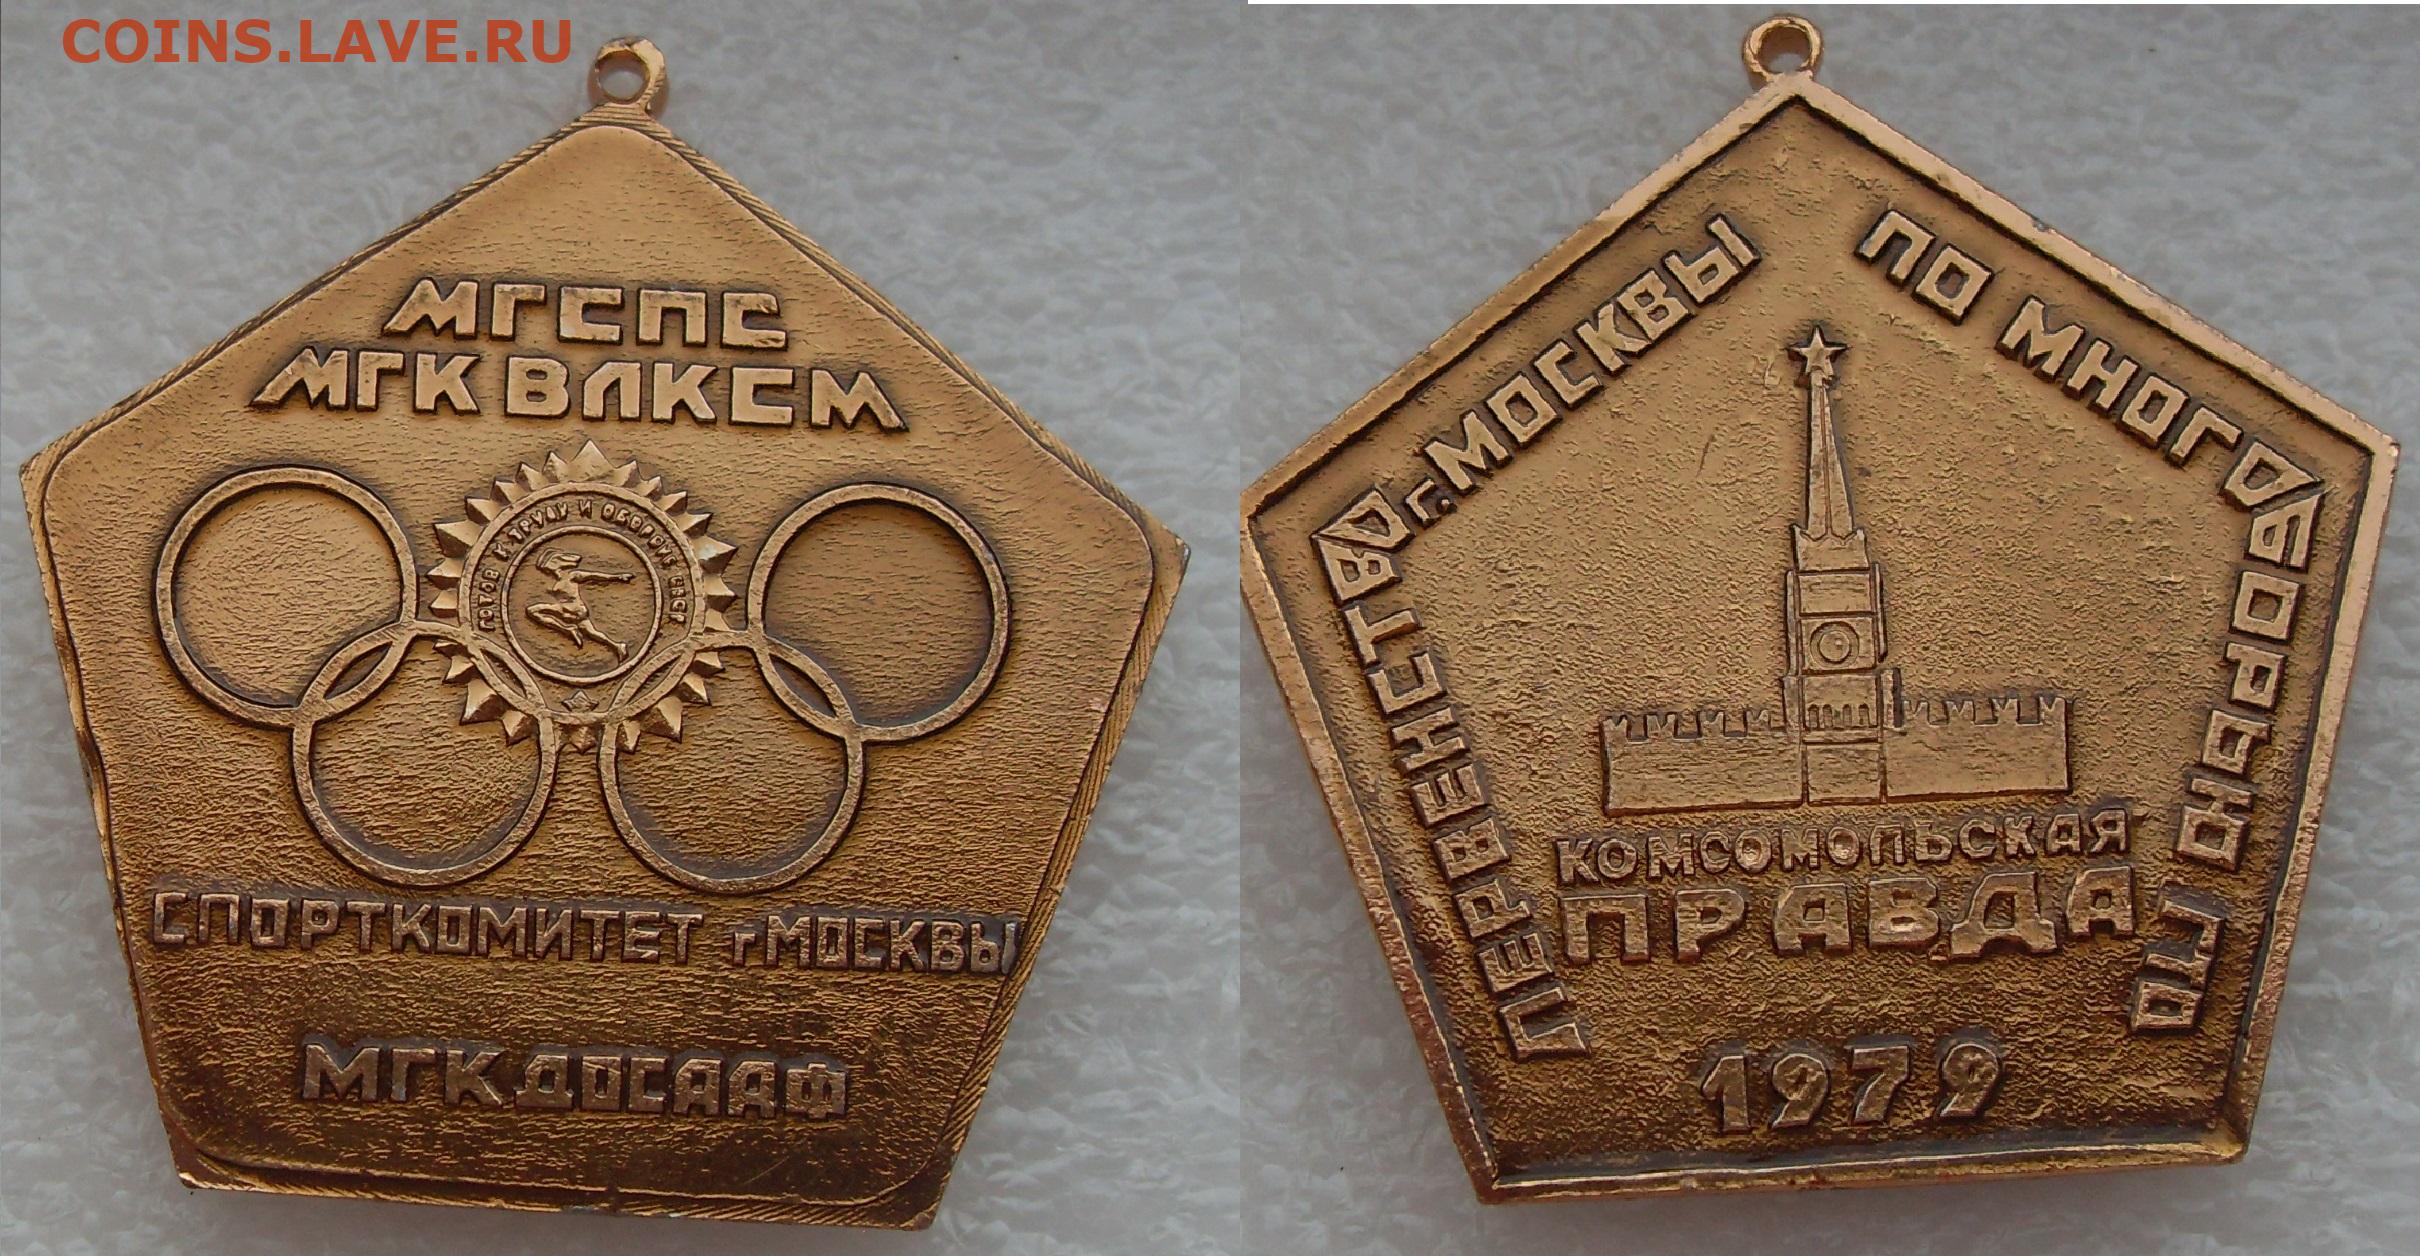 COINS.LAVE.RU
МГСПС
МГК ВЛКСМ
ГОТОВ К ТРУДУ И ОБОРОНЕ СССР
СПОРТКОМИТЕТ г МОСКВЫ
МГК ДОСААФ
ПЕРВЕНСТВО г. МОСКВЫ
ПО МНОГОБОРЬЮ ГТО
КОМСОМОЛЬСКАЯ
ПРАВДА
1979